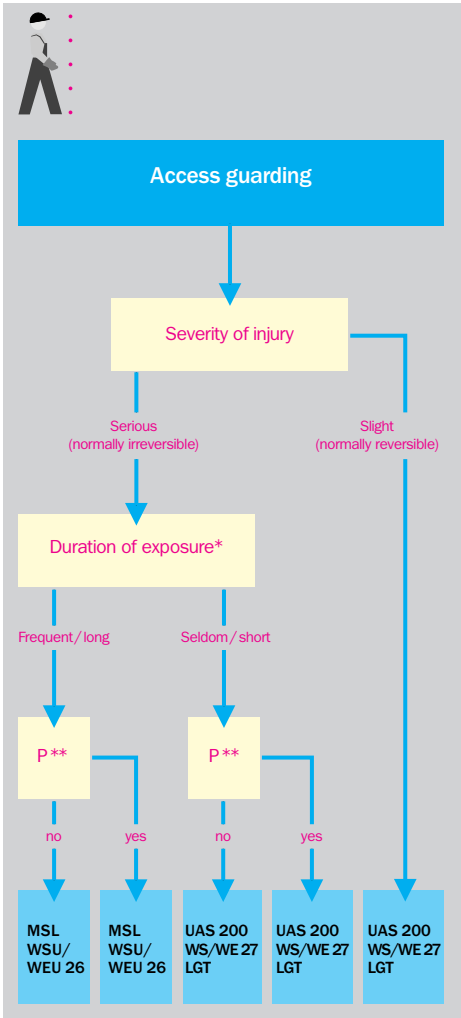 Access guarding
Severity of injury
Serious
(normally irreversible)
Slight
(normally reversible)
Duration of exposure*
Frequent/long
Seldom/short
P**
P**
no
yes
no
yes
MSL
WSU/
WEU 26
MSL
WSU/
WEU 26
UAS 200
WS/WE 27
LGT
UAS 200
WS/WE 27
LGT
UAS 200
WS/WE 27
LGT